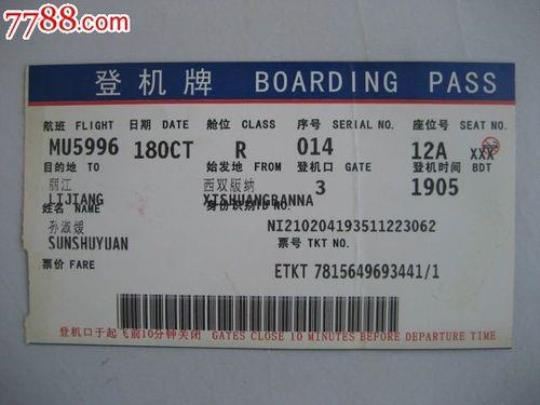 7788.com
登机牌 BOARDING PASS
航班 FLIGHT 日期 DATE 舱位 CLASS 序号 SERIAL NO. 座位号 SEAT NO.
MU5996 18OCT R 014 12A XXX
目的地 TO 始发地 FROM 登机口 GATE 登机时间 BDT
丽江 西双版纳 3 1905
LIJIANG XISHUANGBANNA
姓名 NAME 身份识别ID NO.
孙淑媛 NI210204193511223062
SUNSHUYUAN 票号 TKT NO.
票价 FARE ETKT 7815649693441/1
登机口于起飞前10分钟关闭 GATES CLOSE 10 MINUTES BEFORE DEPARTURE TIME